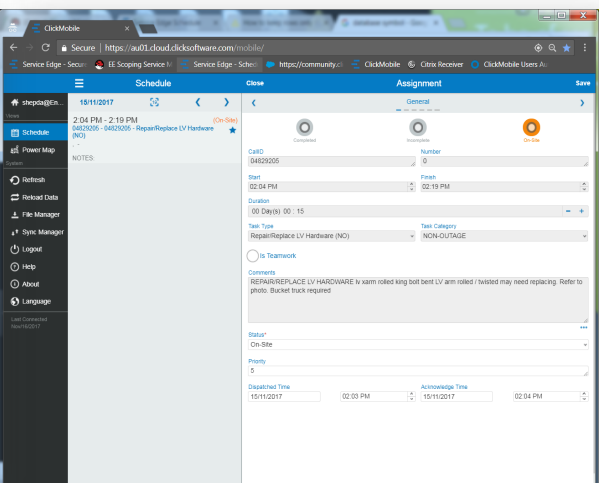 ClickMobile
Secure | https://au01.cloud.clicksoftware.com/mobile/
Service Edge - Secure
EE Scoping Service M
Service Edge - Sched
https://community.cl
ClickMobile
Citrix Receiver
ClickMobile Users Au
Schedule
Close
Assignment
Save
shepda@En...
Views
Schedule
Power Map
System
Refresh
Reload Data
File Manager
Sync Manager
Logout
Help
About
Language
Last Connected
Nov/16/2017
15/11/2017
2:04 PM - 2:19 PM
(On-Site)
04829205 - 04829205 - Repair/Replace LV Hardware
(NO)
. -
NOTES:
General
Completed
Incomplete
On-Site
CallID
Number
04829205
0
Start
Finish
02:04 PM
02:19 PM
Duration
00 Day(s) 00 : 15
Task Type
Task Category
Repair/Replace LV Hardware (NO)
NON-OUTAGE
Is Teamwork
Comments
REPAIR/REPLACE LV HARDWARE lv xarm rolled king bolt bent LV arm rolled / twisted may need replacing. Refer to
photo. Bucket truck required
Status*
On-Site
Priority
5
Dispatched Time
Acknowledge Time
15/11/2017
02:03 PM
15/11/2017
02:04 PM